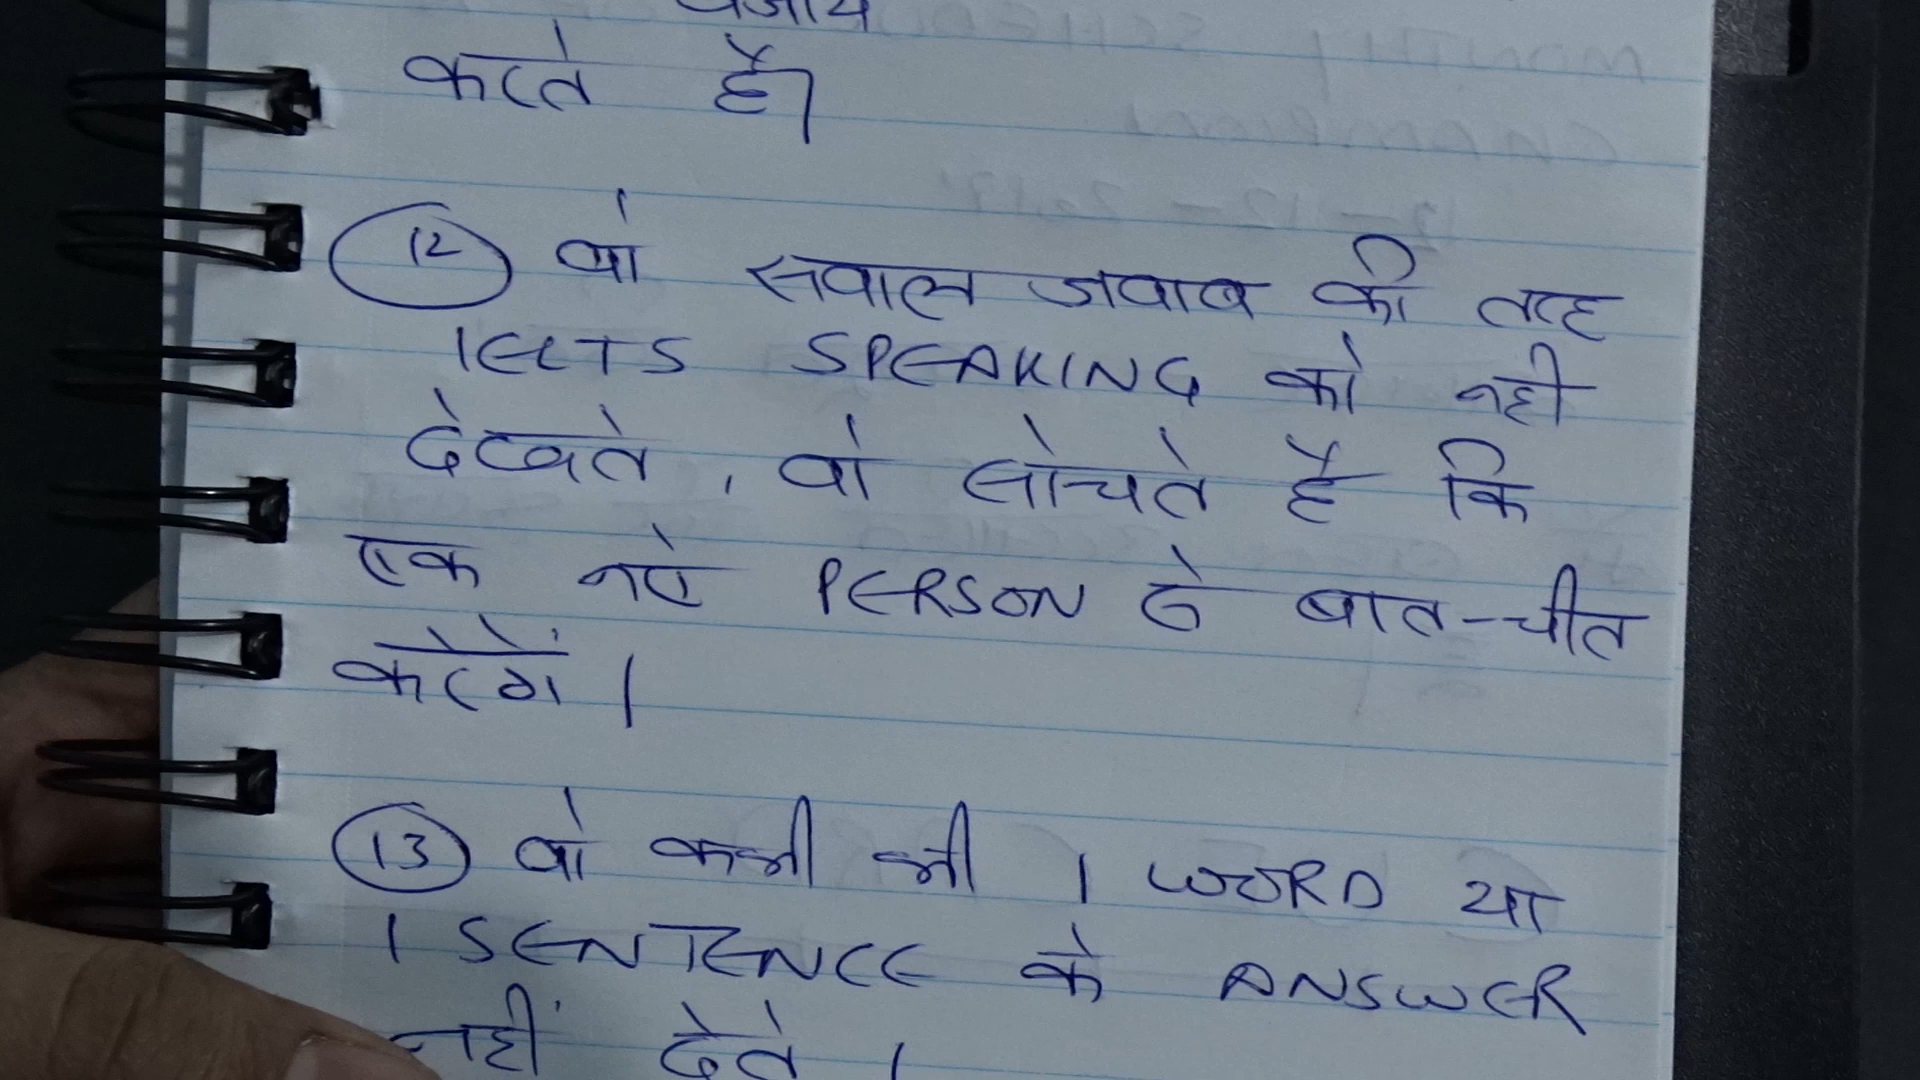 करते है।
12 वो सवाल जवाब की तरह
IELTS SPEAKING को नही
देखते, वो सोचते है कि
एक नऐ PERSON से बात-चीत
करेगें।
13 वो कभी भी 1 WORD या
1 SENTENCE के ANSWER
नहीं देते।